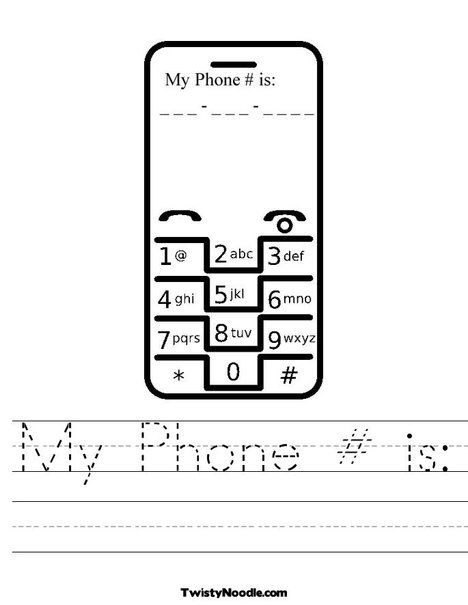 My Phone # is:
___-___-____
1@ 2abc 3def
4ghi 5jkl 6mno
7pqrs 8tuv 9wxyz
* 0 #
My Phone # is:
TwistyNoodle.com